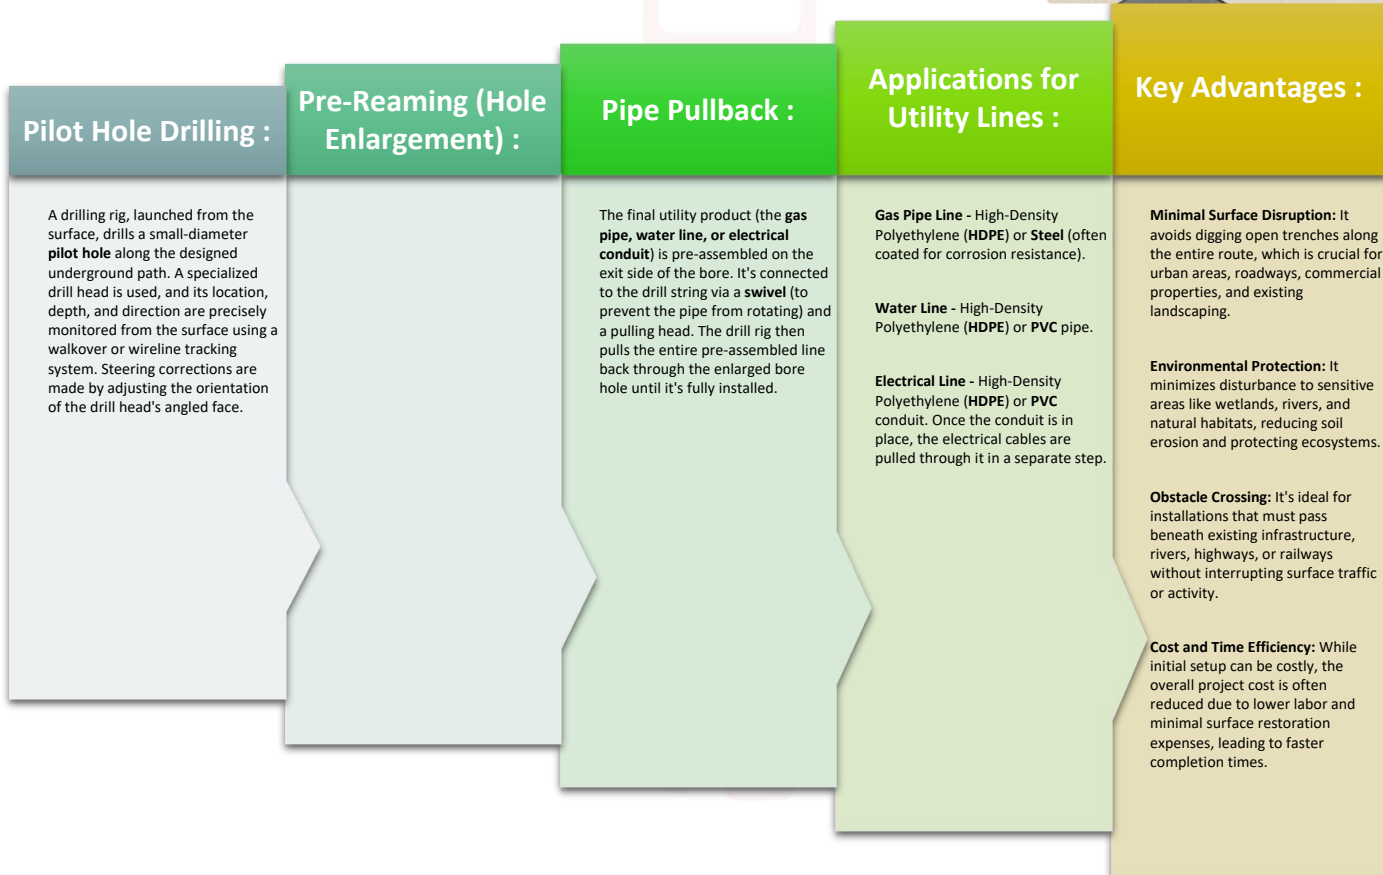 Pilot Hole Drilling :
A drilling rig, launched from the
surface, drills a small-diameter
pilot hole along the designed
underground path. A specialized
drill head is used, and its location,
depth, and direction are precisely
monitored from the surface using a
walkover or wireline tracking
system. Steering corrections are
made by adjusting the orientation
of the drill head's angled face.
Pre-Reaming (Hole
Enlargement) :
Pipe Pullback :
The final utility product (the gas
pipe, water line, or electrical
conduit) is pre-assembled on the
exit side of the bore. It's connected
to the drill string via a swivel (to
prevent the pipe from rotating) and
a pulling head. The drill rig then
pulls the entire pre-assembled line
back through the enlarged bore
hole until it's fully installed.
Applications for
Utility Lines :
Gas Pipe Line - High-Density
Polyethylene (HDPE) or Steel (often
coated for corrosion resistance).
Water Line - High-Density
Polyethylene (HDPE) or PVC pipe.
Electrical Line - High-Density
Polyethylene (HDPE) or PVC
conduit. Once the conduit is in
place, the electrical cables are
pulled through it in a separate step.
Key Advantages :
Minimal Surface Disruption: It
avoids digging open trenches along
the entire route, which is crucial for
urban areas, roadways, commercial
properties, and existing
landscaping.
Environmental Protection: It
minimizes disturbance to sensitive
areas like wetlands, rivers, and
natural habitats, reducing soil
erosion and protecting ecosystems.
Obstacle Crossing: It's ideal for
installations that must pass
beneath existing infrastructure,
rivers, highways, or railways
without interrupting surface traffic
or activity.
Cost and Time Efficiency: While
initial setup can be costly, the
overall project cost is often
reduced due to lower labor and
minimal surface restoration
expenses, leading to faster
completion times.